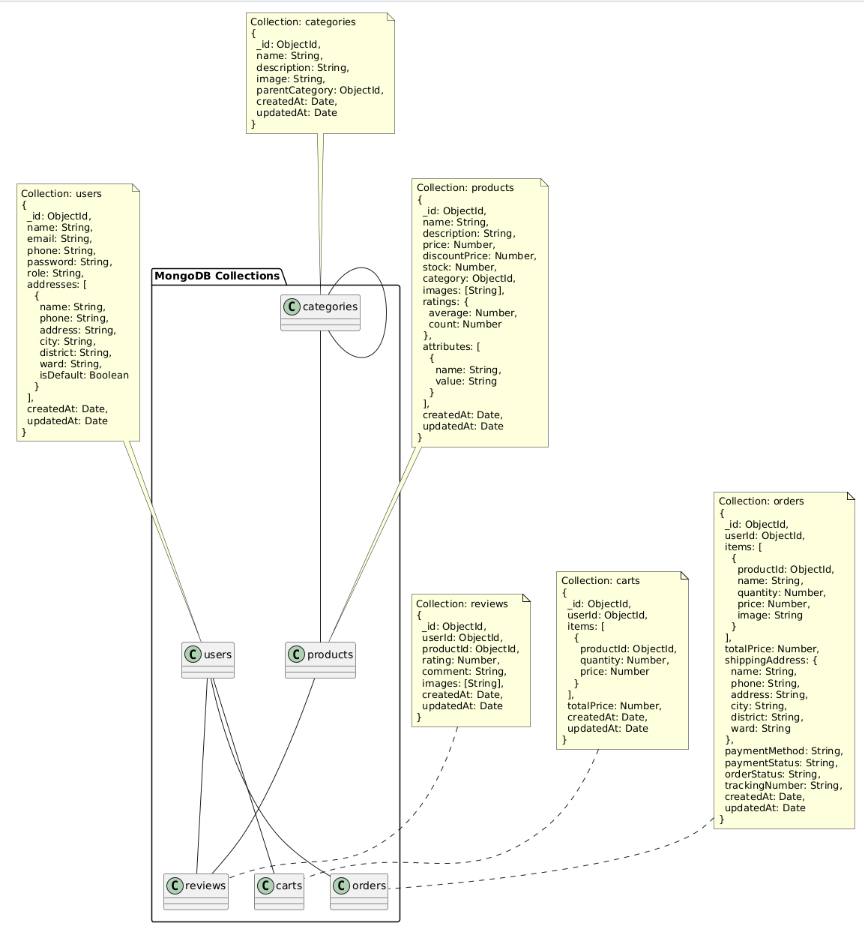 Collection: categories
{
_id: ObjectId,
name: String,
description: String,
image: String,
parentCategory: ObjectId,
createdAt: Date,
updatedAt: Date
}
Collection: users
{
_id: ObjectId,
name: String,
email: String,
phone: String,
password: String,
role: String,
addresses: [
{
name: String,
phone: String,
address: String,
city: String,
district: String,
ward: String,
isDefault: Boolean
}
],
createdAt: Date,
updatedAt: Date
}
Collection: products
{
_id: ObjectId,
name: String,
description: String,
price: Number,
discountPrice: Number,
stock: Number,
category: ObjectId,
images: [String],
ratings: {
average: Number,
count: Number
},
attributes: [
{
name: String,
value: String
}
],
createdAt: Date,
updatedAt: Date
}
MongoDB Collections
C categories
C users
C products
Collection: reviews
{
_id: ObjectId,
userId: ObjectId,
productId: ObjectId,
rating: Number,
comment: String,
images: [String],
createdAt: Date,
updatedAt: Date
}
Collection: carts
{
_id: ObjectId,
userId: ObjectId,
items: [
{
productId: ObjectId,
quantity: Number,
price: Number
}
],
totalPrice: Number,
createdAt: Date,
updatedAt: Date
}
Collection: orders
{
_id: ObjectId,
userId: ObjectId,
items: [
{
productId: ObjectId,
name: String,
quantity: Number,
price: Number,
image: String
}
],
totalPrice: Number,
shippingAddress: {
name: String,
phone: String,
address: String,
city: String,
district: String,
ward: String
},
paymentMethod: String,
paymentStatus: String,
orderStatus: String,
trackingNumber: String,
createdAt: Date,
updatedAt: Date
}
C reviews
C carts
C orders